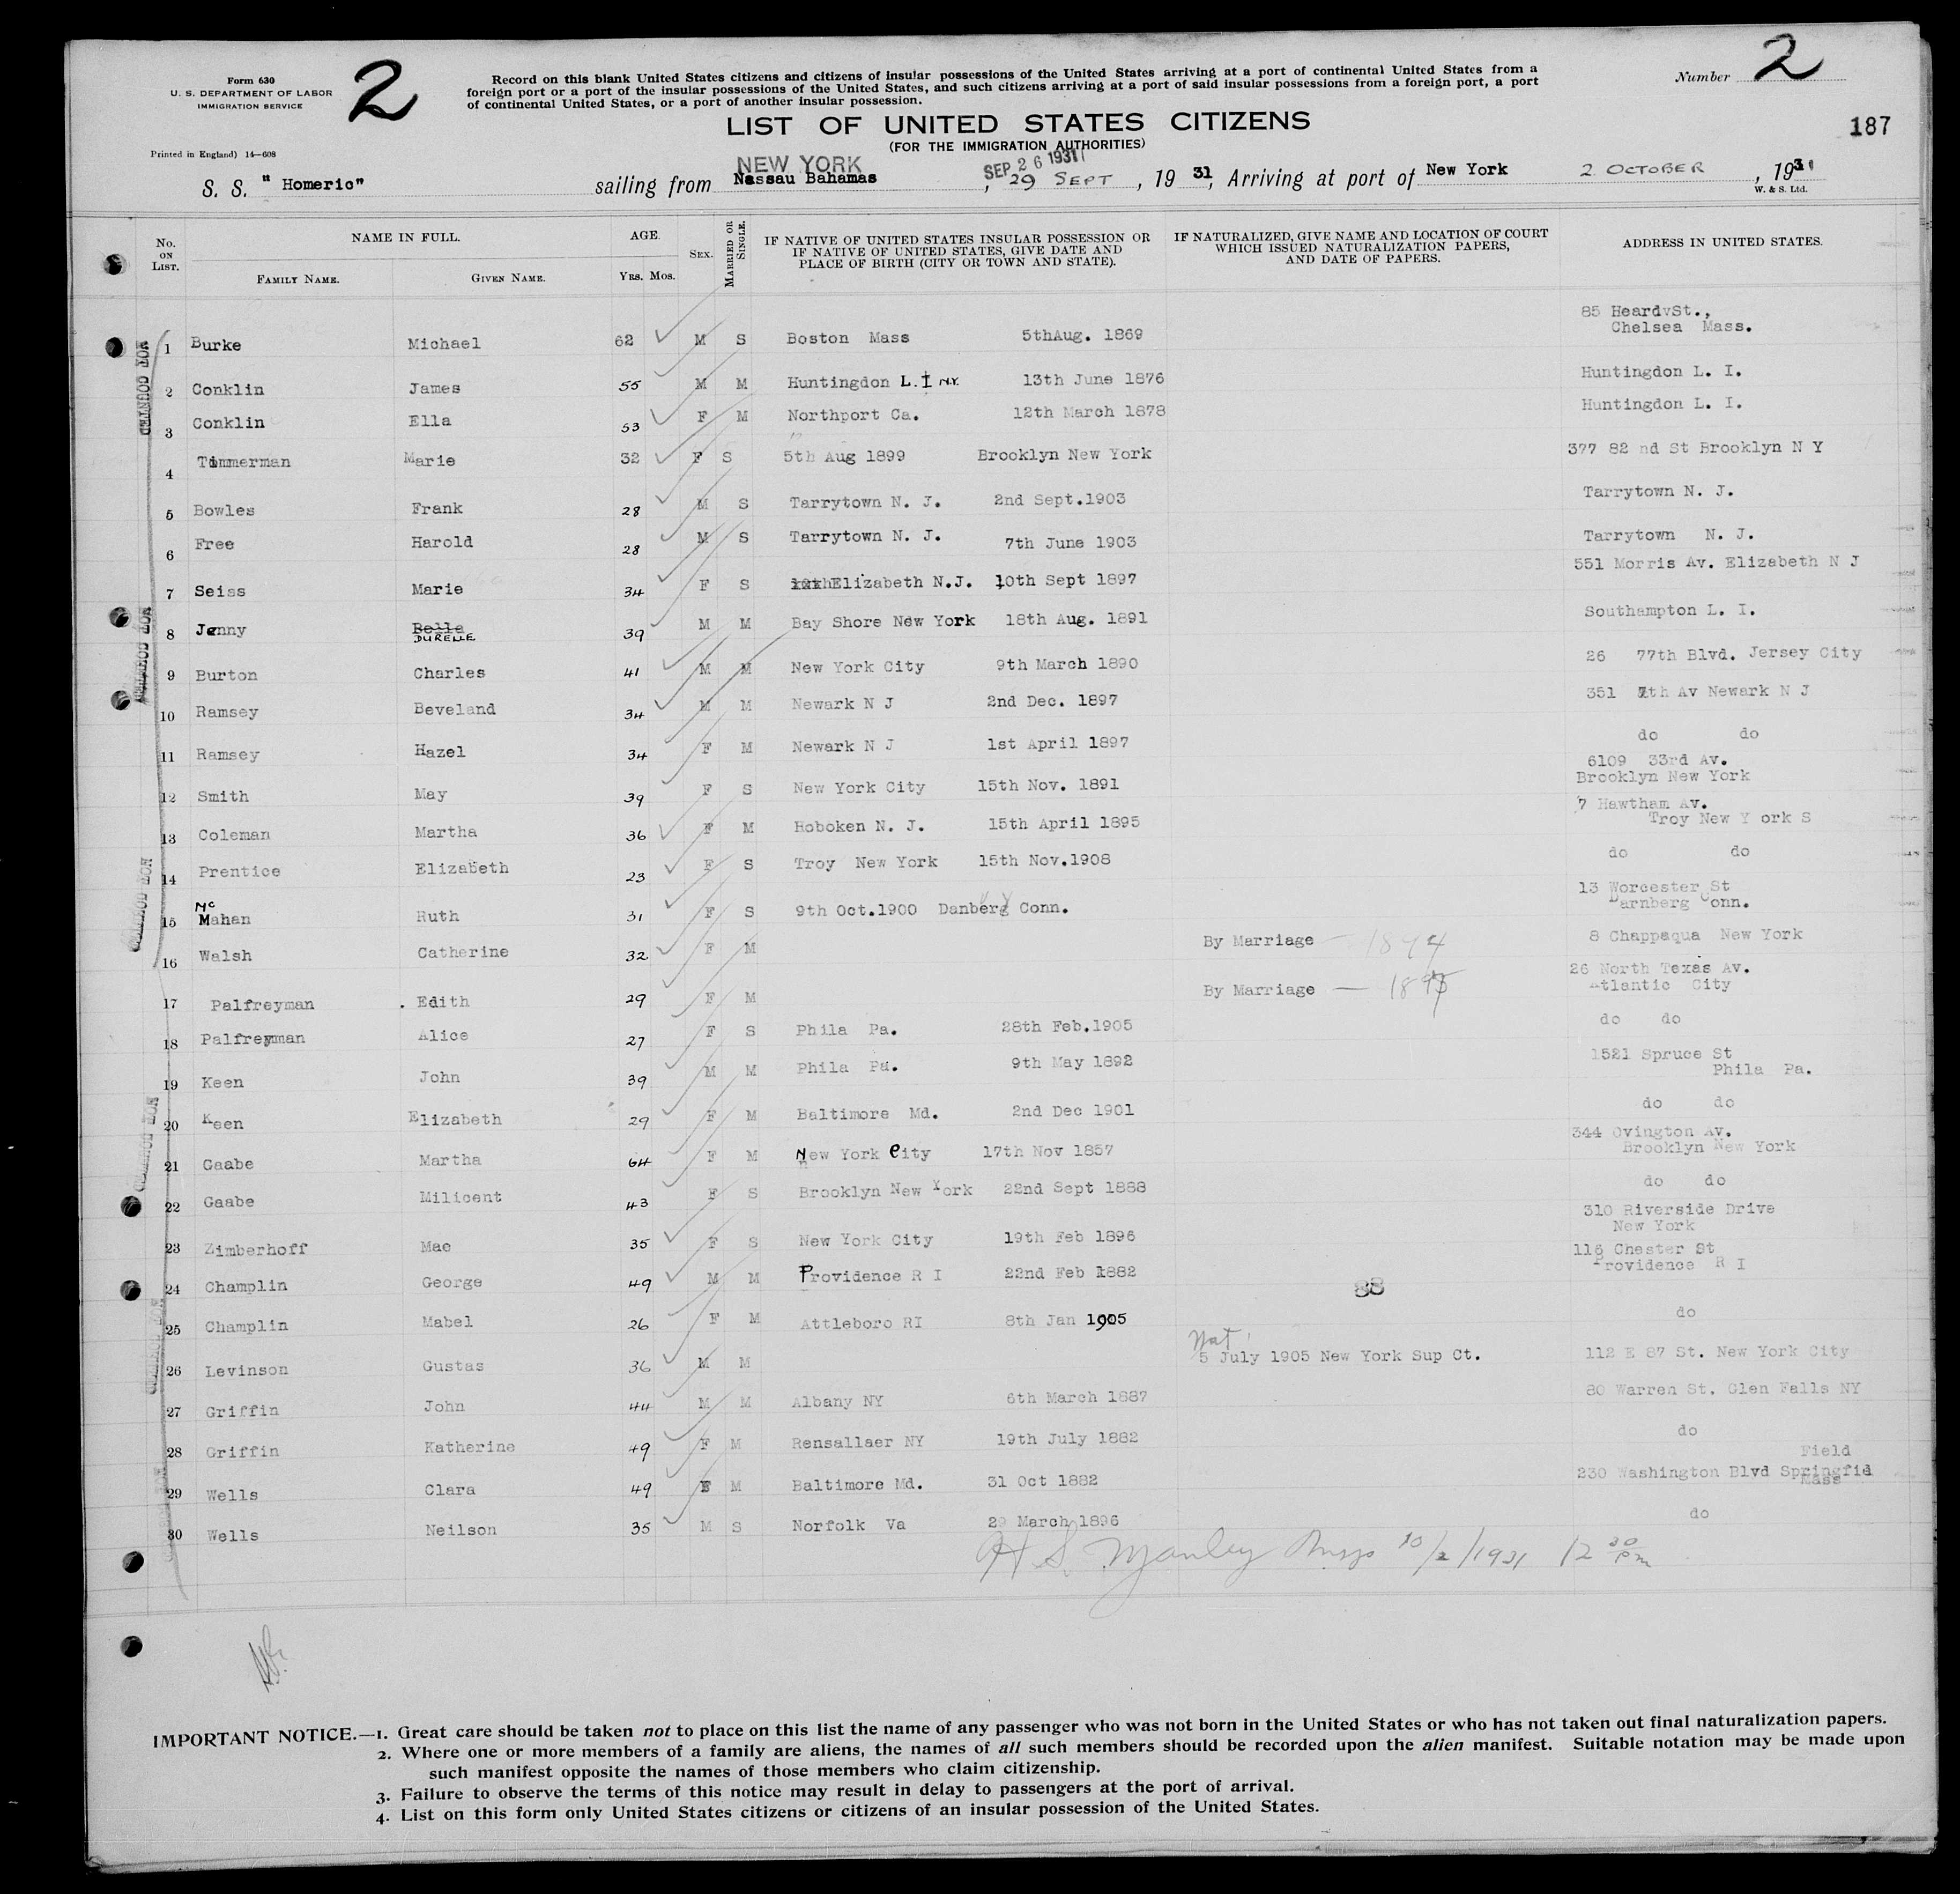 Form 630
U. S. DEPARTMENT OF LABOR
IMMIGRATION SERVICE
2
Record on this blank United States citizens and citizens of insular possessions of the United States arriving at a port of continental United States from a
foreign port or a port of the insular possessions of the United States, and such citizens arriving at a port of said insular possessions from a foreign port, a port
of continental United States, or a port of another insular possession.
Number 2
187
LIST OF UNITED STATES CITIZENS
(FOR THE IMMIGRATION AUTHORITIES)
Printed in England) 14—608
NEW YORK SEP 26 1931
S. S. "Homeric" sailing from Nassau Bahamas, 29 SEPT, 19 31, Arriving at port of New York 2 OCTOBER, 1931
W. & S. Ltd.
No. ON LIST. NAME IN FULL. AGE. SEX. MARRIED OR SINGLE. IF NATIVE OF UNITED STATES INSULAR POSSESSION OR IF NATIVE OF UNITED STATES, GIVE DATE AND PLACE OF BIRTH (CITY OR TOWN AND STATE). IF NATURALIZED, GIVE NAME AND LOCATION OF COURT WHICH ISSUED NATURALIZATION PAPERS, AND DATE OF PAPERS. ADDRESS IN UNITED STATES.
FAMILY NAME. GIVEN NAME. YRS. MOS.
NOT COUNTED
1 Burke Michael 62 M S Boston Mass 5thAug. 1869 85 HeardvSt., Chelsea Mass.
2 Conklin James 55 M M Huntingdon L.I N.Y. 13th June 1876 Huntingdon L. I.
3 Conklin Ella 53 F M Northport Ca. 12th March 1878 Huntingdon L. I.
4 Timmerman Marie 32 F S 5th Aug 1899 Brooklyn New York 377 82 nd St Brooklyn N Y
5 Bowles Frank 28 M S Tarrytown N. J. 2nd Sept.1903 Tarrytown N. J.
6 Free Harold 28 M S Tarrytown N. J. 7th June 1903 Tarrytown N. J.
7 Seiss Marie 34 F S Elizabeth N.J. 10th Sept 1897 551 Morris Av. Elizabeth N J
8 Jenny Belle DURELLE 39 M M Bay Shore New York 18th Aug. 1891 Southampton L. I.
9 Burton Charles 41 M M New York City 9th March 1890 26 77th Blvd. Jersey City
10 Ramsey Beveland 34 M M Newark N J 2nd Dec. 1897 351 7th Av Newark N J
11 Ramsey Hazel 34 F M Newark N J 1st April 1897 do do
12 Smith May 39 F S New York City 15th Nov. 1891 6109 33rd Av. Brooklyn New York
13 Coleman Martha 36 F M Hoboken N. J. 15th April 1895 7 Hawtham Av. Troy New Y ork S
14 Prentice Elizabeth 23 F S Troy New York 15th Nov.1908 do do
15 Mc Mahan Ruth 31 F S 9th Oct.1900 Danberg Conn. 13 Worcester St Darnberg Conn.
16 Walsh Catherine 32 F M By Marriage — 8 Chappaqua New York
17 Palfreyman . Edith 29 F M By Marriage — 26 North Texas Av. Atlantic City
18 Palfreyman Alice 27 F S Phila Pa. 28th Feb.1905 do do
19 Keen John 39 M M Phila Pa. 9th May 1892 1521 Spruce St Phila Pa.
20 Keen Elizabeth 29 F M Baltimore Md. 2nd Dec 1901 do do
21 Gaabe Martha 64 F M New York City 17th Nov 1857 344 Ovington Av. Brooklyn New York
22 Gaabe Milicent 43 F S Brooklyn New York 22nd Sept 1888 do do
23 Zimberhoff Mae 35 F S New York City 19th Feb 1896 310 Riverside Drive New York
24 Champlin George 49 M M Providence R I 22nd Feb 1882 88 116 Chester St Providence R I
25 Champlin Mabel 26 F M Attleboro RI 8th Jan 1905 do
26 Levinson Gustas 36 M M Nat 5 July 1905 New York Sup Ct. 112 E 87 St. New York City
27 Griffin John 44 M M Albany NY 6th March 1887 80 Warren St. Glen Falls NY
28 Griffin Katherine 49 F M Rensallaer NY 19th July 1882 do
29 Wells Clara 49 F M Baltimore Md. 31 Oct 1882 230 Washington Blvd Springfid Field Mass
30 Wells Neilson 35 M S Norfolk Va 29 March 1896 do
H S Manley 10/2/1931 12 30 Pm
IMPORTANT NOTICE.—1. Great care should be taken not to place on this list the name of any passenger who was not born in the United States or who has not taken out final naturalization papers.
2. Where one or more members of a family are aliens, the names of all such members should be recorded upon the alien manifest. Suitable notation may be made upon
such manifest opposite the names of those members who claim citizenship.
3. Failure to observe the terms of this notice may result in delay to passengers at the port of arrival.
4. List on this form only United States citizens or citizens of an insular possession of the United States.